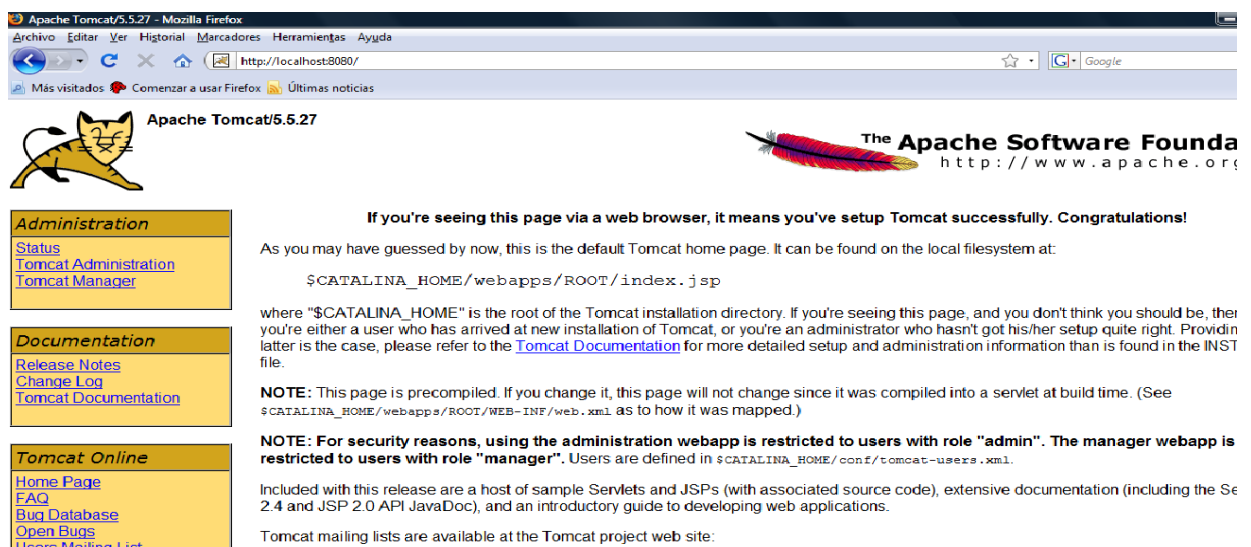 Apache Tomcat/5.5.27 - Mozilla Firefox
Archivo Editar Ver Historial Marcadores Herramientas Ayuda
http://localhost:8080/
Google
Más visitados Comenzar a usar Firefox Últimas noticias
Apache Tomcat/5.5.27
The Apache Software Founda
http://www.apache.org
Administration
Status
Tomcat Administration
Tomcat Manager
Documentation
Release Notes
Change Log
Tomcat Documentation
Tomcat Online
Home Page
FAQ
Bug Database
Open Bugs
Users Mailing List
If you're seeing this page via a web browser, it means you've setup Tomcat successfully. Congratulations!
As you may have guessed by now, this is the default Tomcat home page. It can be found on the local filesystem at:
$CATALINA_HOME/webapps/ROOT/index.jsp
where "$CATALINA_HOME" is the root of the Tomcat installation directory. If you're seeing this page, and you don't think you should be, ther
you're either a user who has arrived at new installation of Tomcat, or you're an administrator who hasn't got his/her setup quite right. Providin
latter is the case, please refer to the Tomcat Documentation for more detailed setup and administration information than is found in the INST
file.
NOTE: This page is precompiled. If you change it, this page will not change since it was compiled into a servlet at build time. (See
$CATALINA_HOME/webapps/ROOT/WEB-INF/web.xml as to how it was mapped.)
NOTE: For security reasons, using the administration webapp is restricted to users with role "admin". The manager webapp is
restricted to users with role "manager". Users are defined in $CATALINA_HOME/conf/tomcat-users.xml.
Included with this release are a host of sample Servlets and JSPs (with associated source code), extensive documentation (including the Se
2.4 and JSP 2.0 API JavaDoc), and an introductory guide to developing web applications.
Tomcat mailing lists are available at the Tomcat project web site: